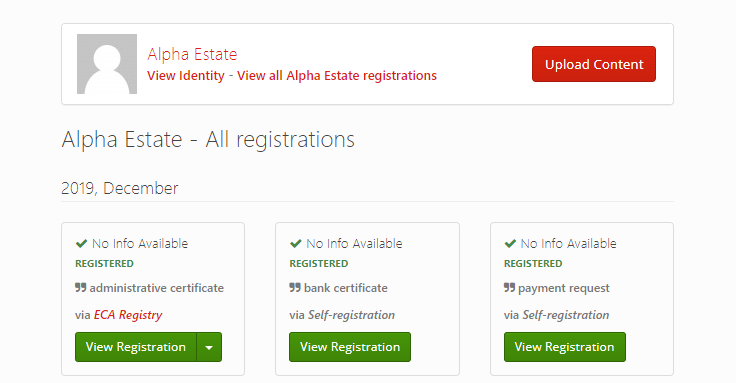 Alpha Estate
View Identity - View all Alpha Estate registrations
Upload Content
Alpha Estate - All registrations
2019, December
No Info Available
REGISTERED
administrative certificate
via ECA Registry
View Registration
No Info Available
REGISTERED
bank certificate
via Self-registration
View Registration
No Info Available
REGISTERED
payment request
via Self-registration
View Registration